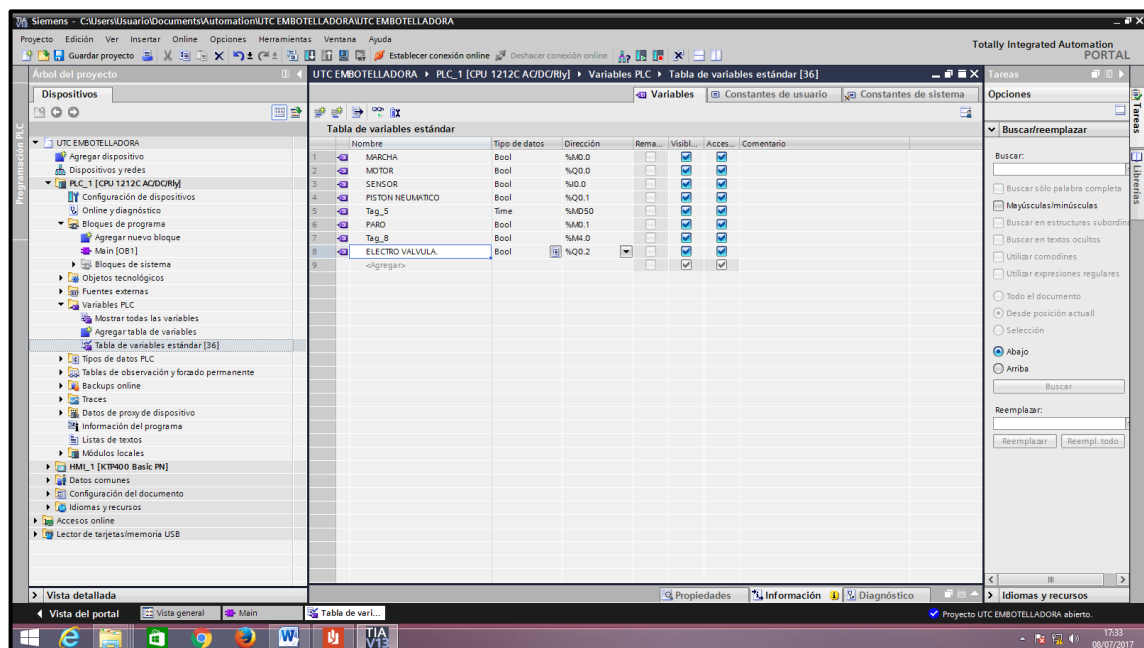 Siemens - C:\Users\Usuario\Documents\Automation\UTC EMBOTELLADORA\UTC EMBOTELLADORA
Proyecto Edición Ver Insertar Online Opciones Herramientas Ventana Ayuda
Totally Integrated Automation
PORTAL
Guardar proyecto Establecer conexión online Deshacer conexión online
Árbol del proyecto
UTC EMBOTELLADORA PLC_1 [CPU 1212C AC/DC/Rly] Variables PLC Tabla de variables estándar [36]
Tareas
Dispositivos
Variables Constantes de usuario Constantes de sistema
Opciones
Programación PLC
Tabla de variables estándar
Nombre Tipo de datos Dirección Rema... Visibl... Acces... Comentario
1 MARCHA Bool %M0.0
2 MOTOR Bool %Q0.0
3 SENSOR Bool %I0.0
4 PISTON NEUMATICO Bool %Q0.1
5 Tag_5 Time %MD50
6 PARO Bool %M0.1
7 Tag_8 Bool %M4.0
8 ELECTRO VALVULA. Bool %Q0.2
9 <Agregar>
UTC EMBOTELLADORA
Agregar dispositivo
Dispositivos y redes
PLC_1 [CPU 1212C AC/DC/Rly]
Configuración de dispositivos
Online y diagnóstico
Bloques de programa
Agregar nuevo bloque
Main [OB1]
Bloques de sistema
Objetos tecnológicos
Fuentes externas
Variables PLC
Mostrar todas las variables
Agregar tabla de variables
Tabla de variables estándar [36]
Tipos de datos PLC
Tablas de observación y forzado permanente
Backups online
Traces
Datos de proxy de dispositivo
Información del programa
Listas de textos
Módulos locales
HMI_1 [KTP400 Basic PN]
Datos comunes
Configuración del documento
Idiomas y recursos
Accesos online
Lector de tarjetas/memoria USB
Buscar/reemplazar
Buscar:
Buscar sólo palabra completa
Mayúsculas/minúsculas
Buscar en estructuras subordin
Buscar en textos ocultos
Utilizar comodines
Utilizar expresiones regulares
Todo el documento
Desde posición actuall
Selección
Abajo
Arriba
Buscar
Reemplazar:
Reemplazar Reempl. todo
Tareas
Librerías
Vista detallada
Propiedades Información Diagnóstico
Idiomas y recursos
Vista del portal Vista general Main Tabla de vari...
Proyecto UTC EMBOTELLADORA abierto.
TIA
V13
17:33
08/07/2017